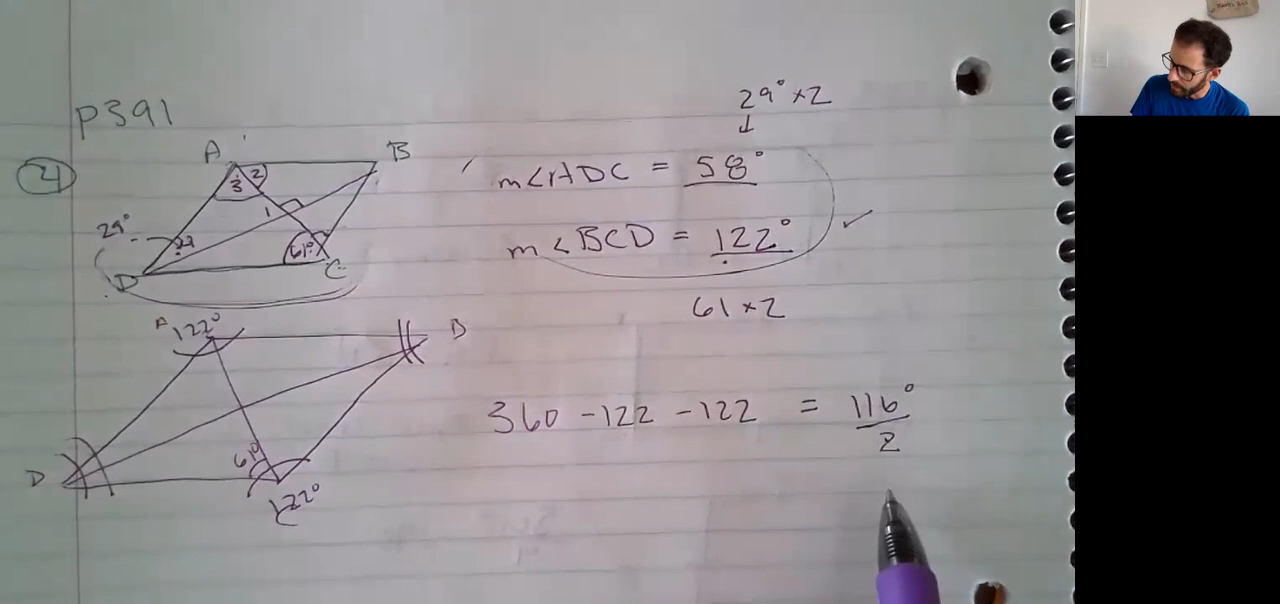 p391
29° ×2
↓
4
A
B
2
3
1
29°
29
61°
D
C
m∠ADC = 58°
m∠BCD = 122° ✓
61 ×2
A
122°
B
D
61°
122°
C
360 -122 -122 = 116°
2